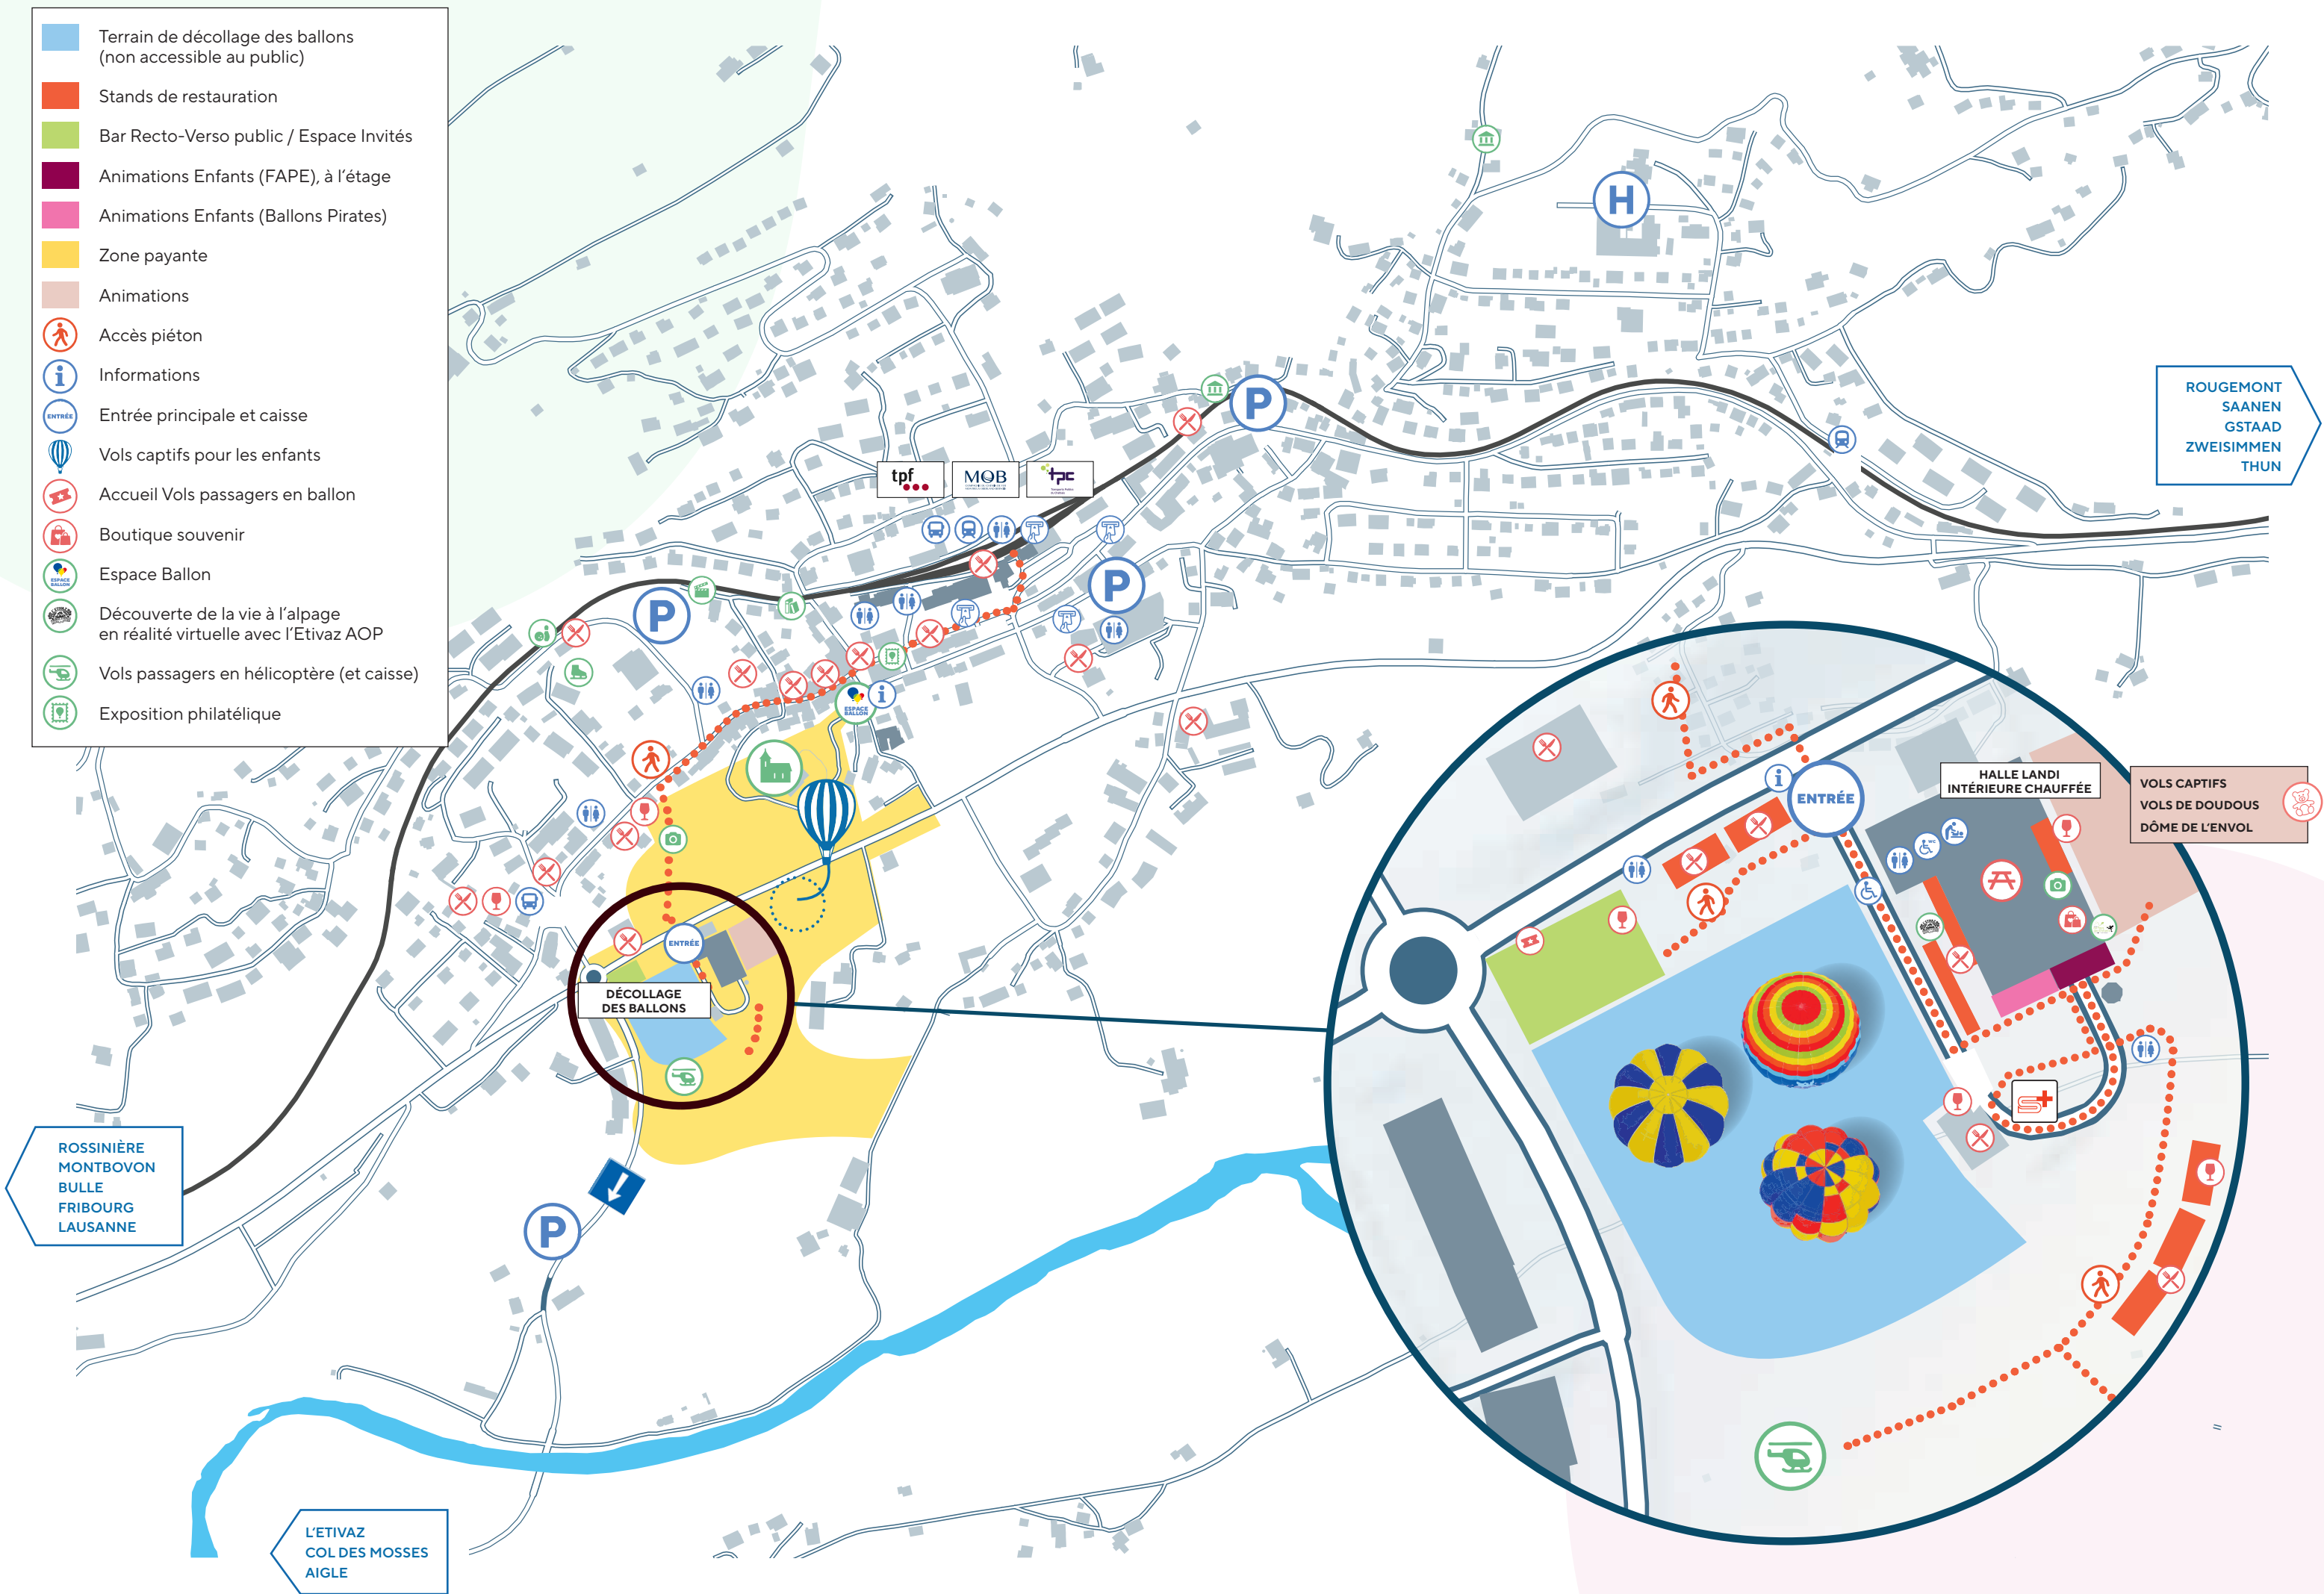 Terrain de décollage des ballons
(non accessible au public)
Stands de restauration
Bar Recto-Verso public / Espace Invités
Animations Enfants (FAPE), à l'étage
Animations Enfants (Ballons Pirates)
Zone payante
Animations
Accès piéton
i
Informations
ENTRÉE
Entrée principale et caisse
Vols captifs pour les enfants
Accueil Vols passagers en ballon
Boutique souvenir
ESPACE
BALLON
Espace Ballon
Découverte de la vie à l'alpage
en réalité virtuelle avec l'Etivaz AOP
Vols passagers en hélicoptère (et caisse)
Exposition philatélique
H
ROUGEMONT
SAANEN
GSTAAD
ZWEISIMMEN
THUN
P
tpf
MOB
tpc
P
P
ESPACE
BALLON
i
ENTRÉE
DÉCOLLAGE
DES BALLONS
i
ENTRÉE
HALLE LANDI
INTÉRIEURE CHAUFFÉE
VOLS CAPTIFS
VOLS DE DOUDOUS
DÔME DE L'ENVOL
WC
ROSSINIÈRE
MONTBOVON
BULLE
FRIBOURG
LAUSANNE
P
L'ETIVAZ
COL DES MOSSES
AIGLE